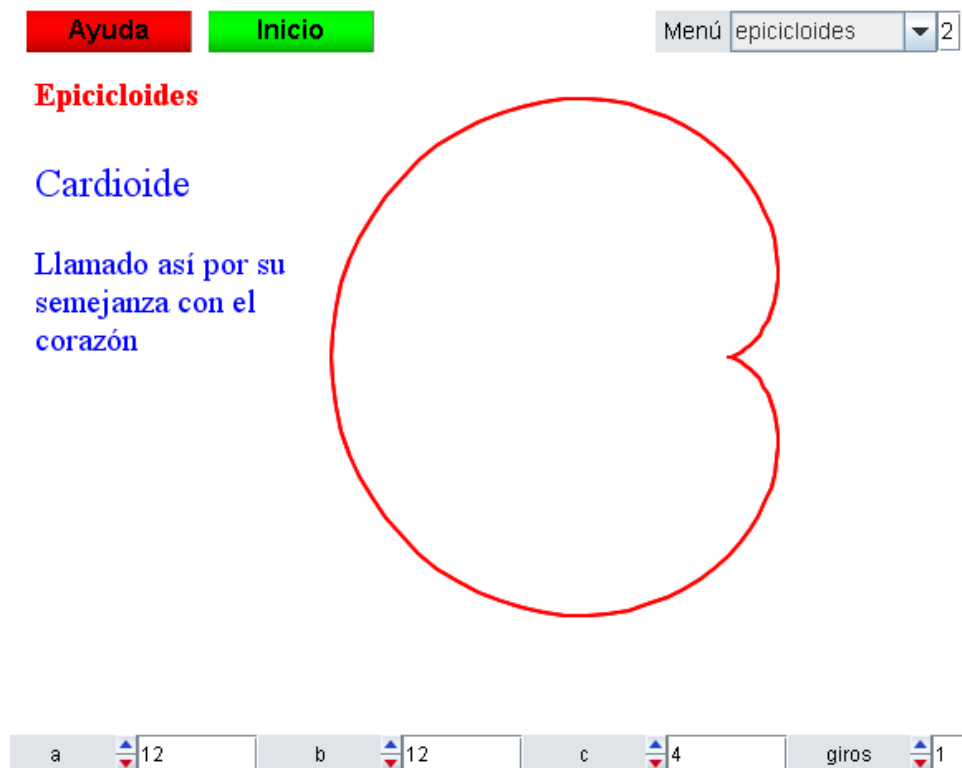 Ayuda Inicio Menú epicicloides 2
Epicicloides
Cardioide
Llamado así por su
semejanza con el
corazón
a 12 b 12 c 4 giros 1